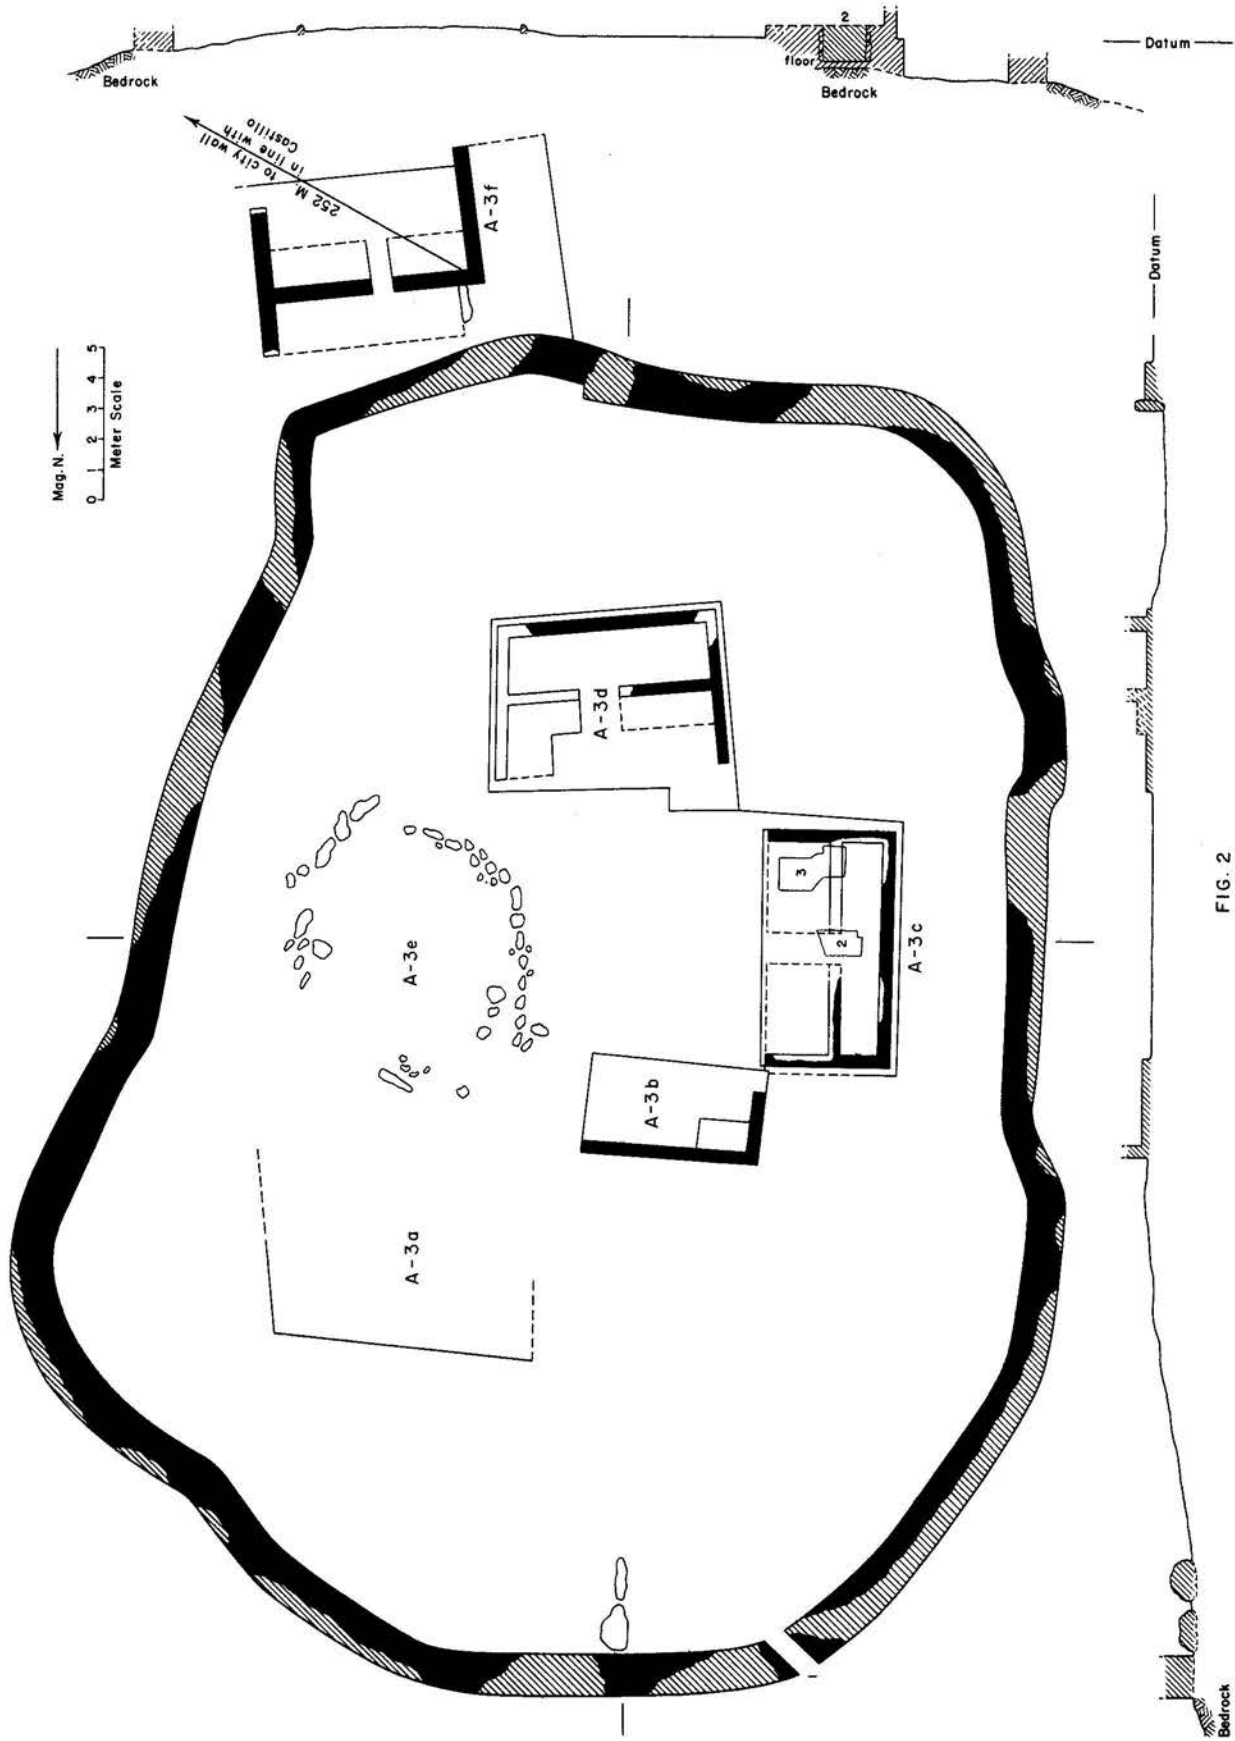 2
Datum
floor
Bedrock
Bedrock
252 M. to city wall
in line with
Castillo
A-3f
Mag. N.
0 1 2 3 4 5
Meter Scale
Datum
A-3d
A-3e
3
2
A-3c
A-3b
A-3a
FIG. 2
Bedrock